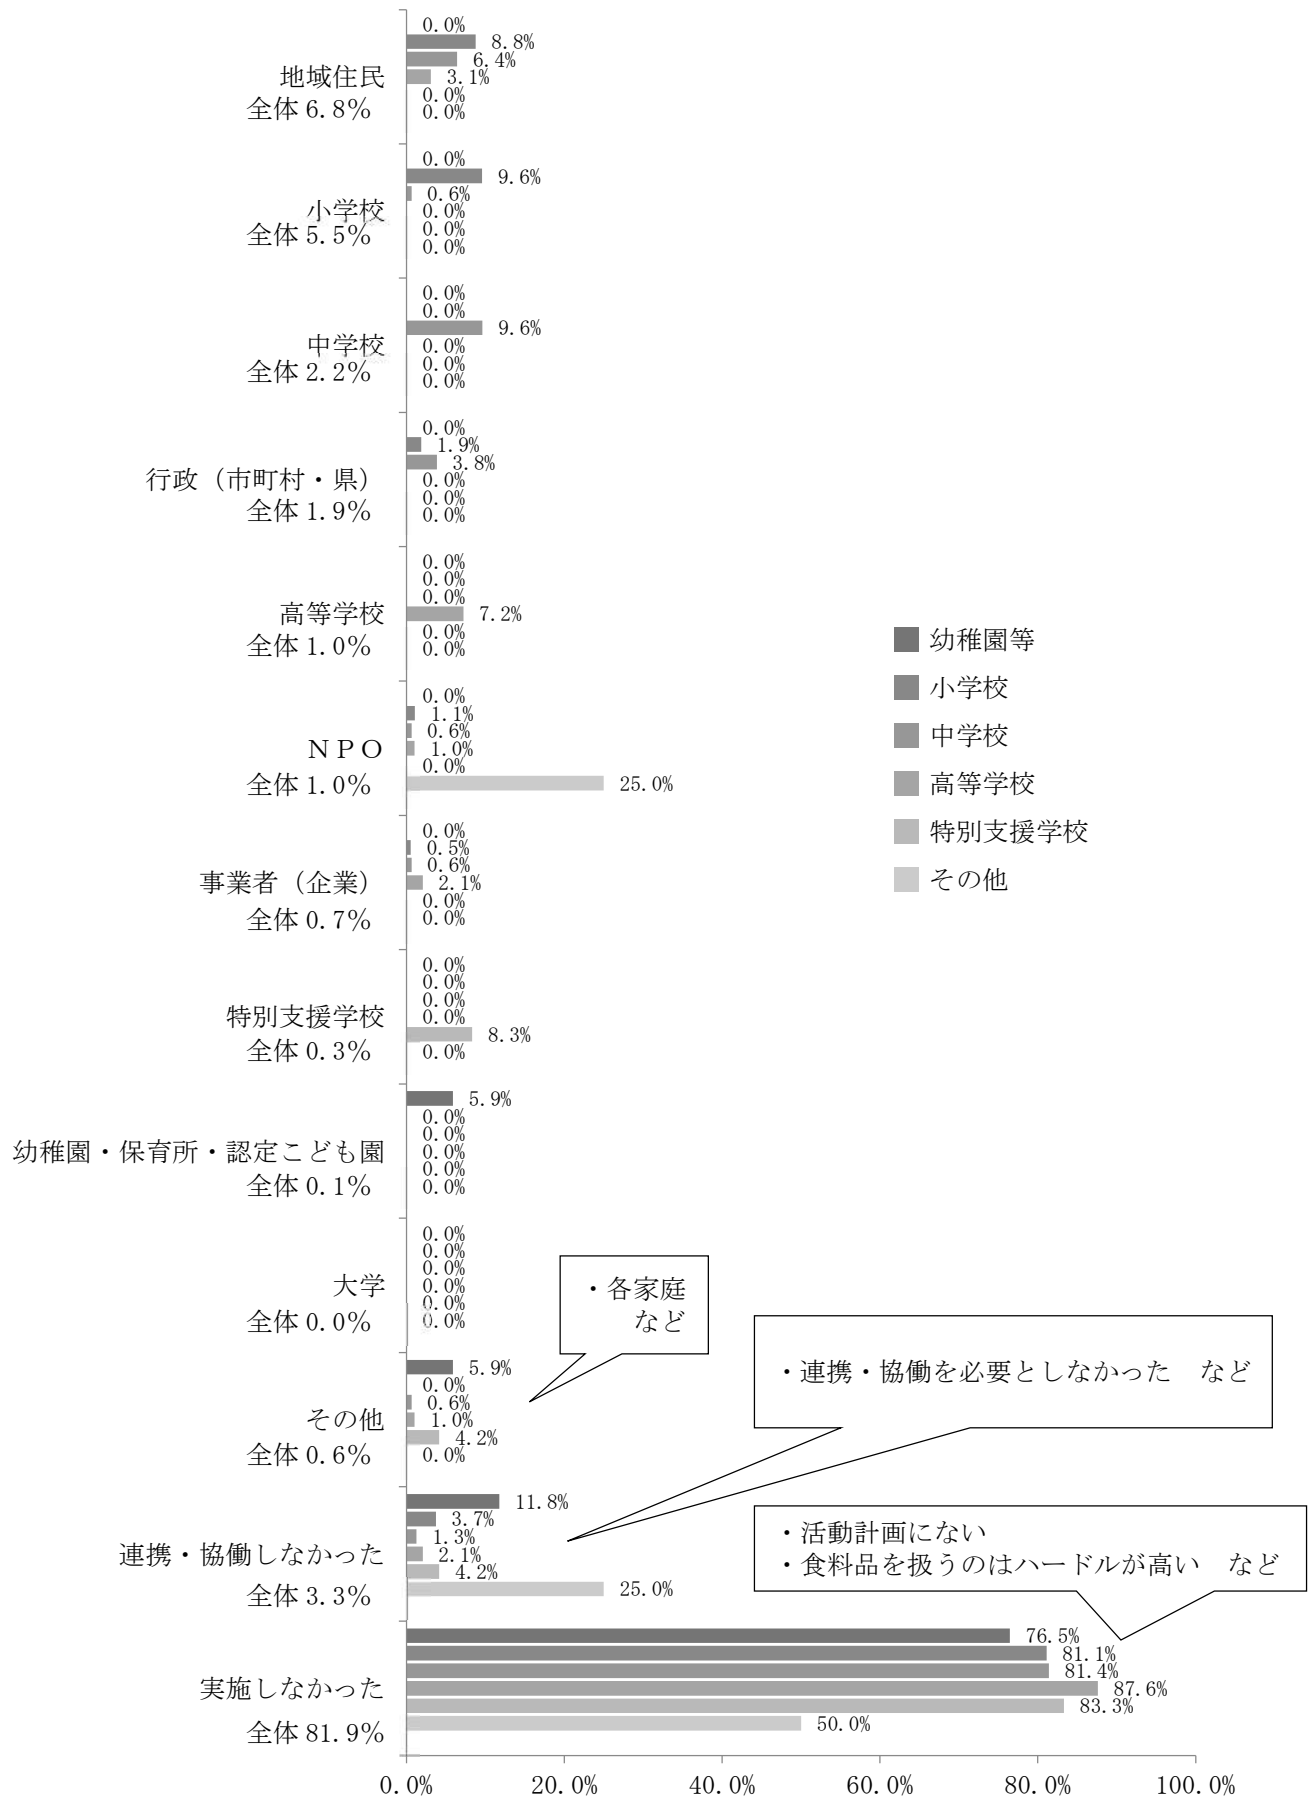 0.0%
8.8%
6.4%
3.1%
0.0%
0.0%
地域住民
全体 6.8%
0.0%
9.6%
0.6%
0.0%
0.0%
0.0%
小学校
全体 5.5%
0.0%
0.0%
9.6%
0.0%
0.0%
0.0%
中学校
全体 2.2%
0.0%
1.9%
3.8%
0.0%
0.0%
0.0%
行政（市町村・県）
全体 1.9%
0.0%
0.0%
0.0%
7.2%
0.0%
0.0%
高等学校
全体 1.0%
0.0%
1.1%
0.6%
1.0%
0.0%
25.0%
ＮＰＯ
全体 1.0%
0.0%
0.5%
0.6%
2.1%
0.0%
0.0%
事業者（企業）
全体 0.7%
0.0%
0.0%
0.0%
0.0%
8.3%
0.0%
特別支援学校
全体 0.3%
5.9%
0.0%
0.0%
0.0%
0.0%
0.0%
幼稚園・保育所・認定こども園
全体 0.1%
0.0%
0.0%
0.0%
0.0%
0.0%
0.0%
大学
全体 0.0%
5.9%
0.0%
0.6%
1.0%
4.2%
0.0%
その他
全体 0.6%
11.8%
3.7%
1.3%
2.1%
4.2%
25.0%
連携・協働しなかった
全体 3.3%
76.5%
81.1%
81.4%
87.6%
83.3%
50.0%
実施しなかった
全体 81.9%
幼稚園等
小学校
中学校
高等学校
特別支援学校
その他
・各家庭
など
・連携・協働を必要としなかった　など
・活動計画にない
・食料品を扱うのはハードルが高い　など
0.0%
20.0%
40.0%
60.0%
80.0%
100.0%